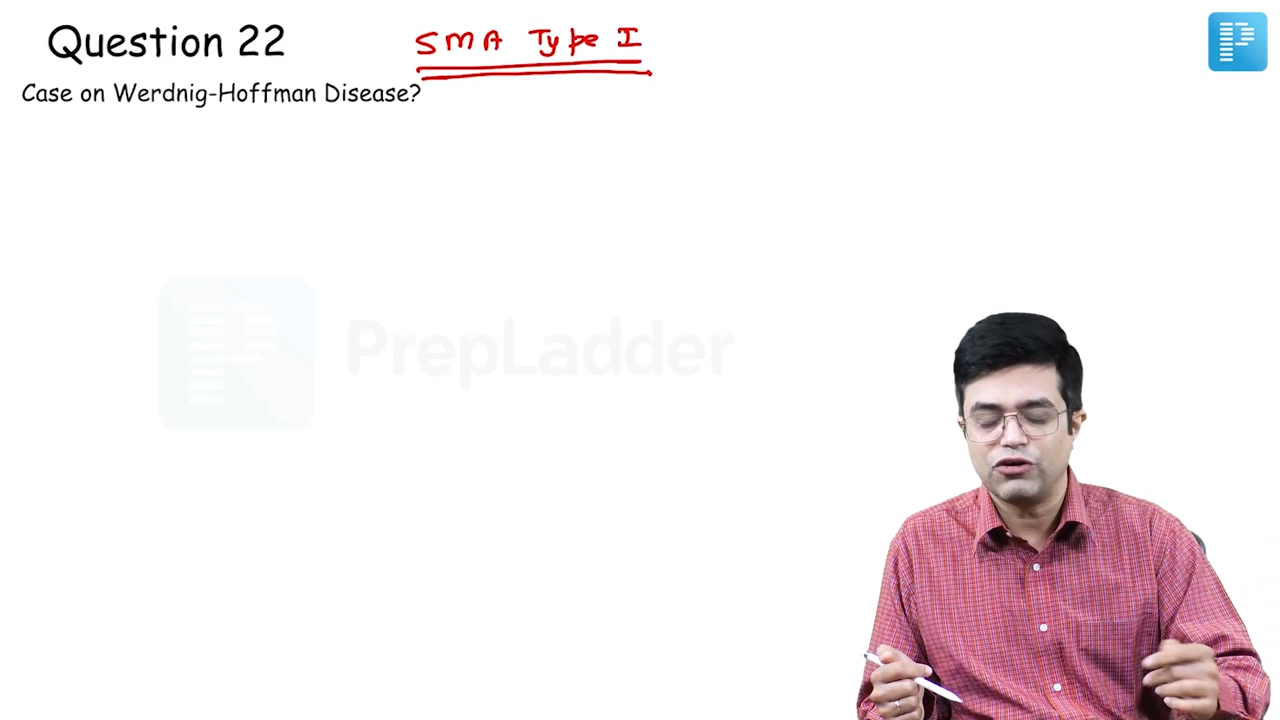 Question 22
SMA Type I
Case on Werdnig-Hoffman Disease?
PrepLadder